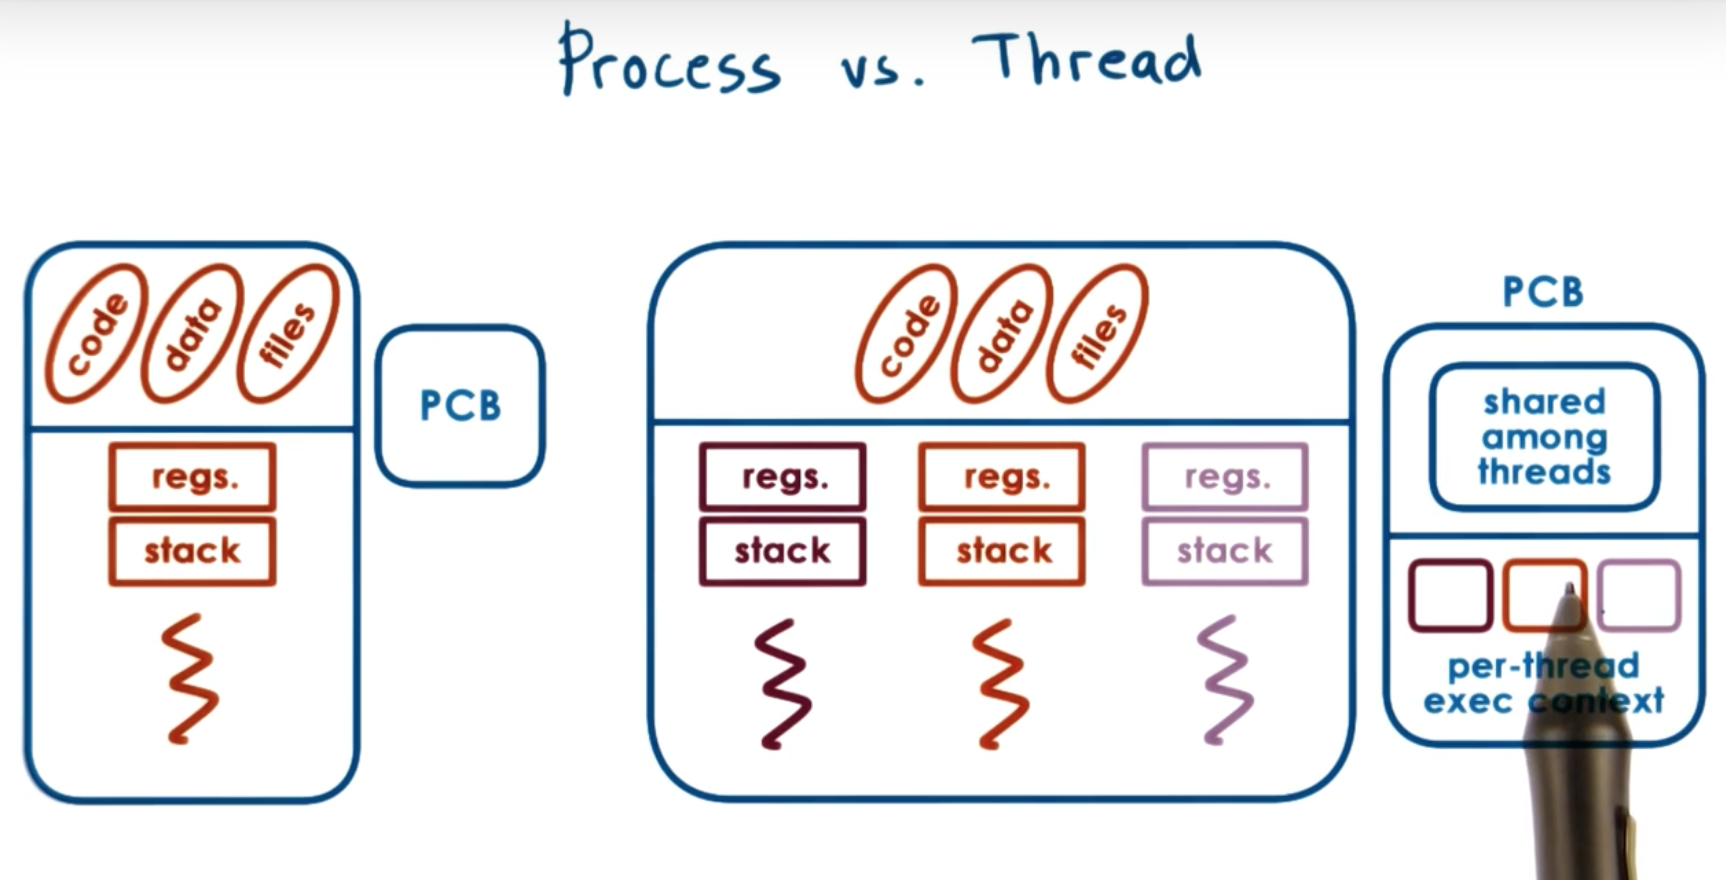 Process vs. Thread
code data files
PCB
regs.
stack
code data files
regs. regs. regs.
stack stack stack
PCB
shared
among
threads
per-thread
exec context